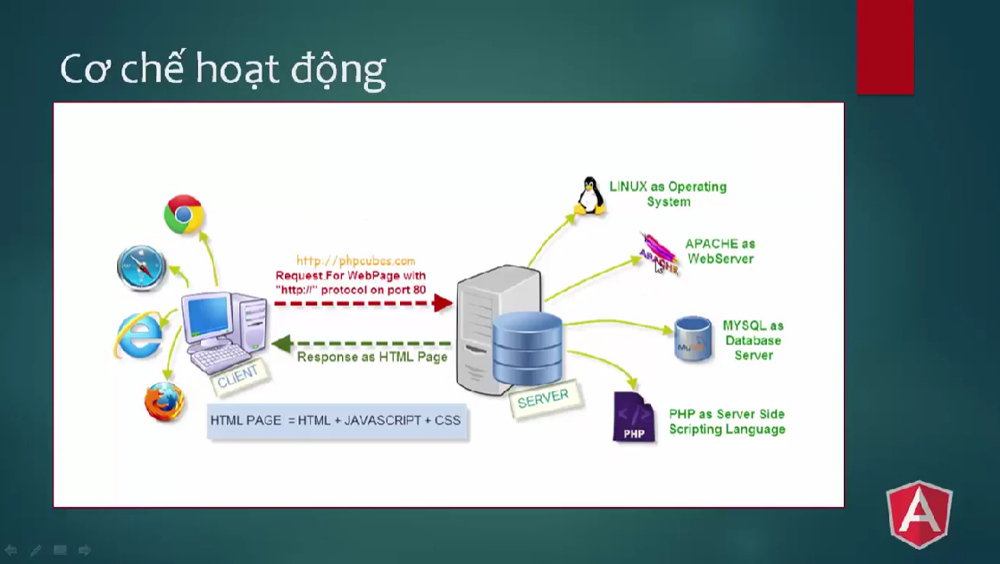 Cơ chế hoạt động
LINUX as Operating
System
APACHE as
WebServer
APACHE
http://phpcubes.com
Request For WebPage with
"http://" protocol on port 80
Response as HTML Page
MYSQL as
Database
Server
MySQL
CLIENT
SERVER
HTML PAGE = HTML + JAVASCRIPT + CSS
PHP as Server Side
Scripting Language
PHP
A